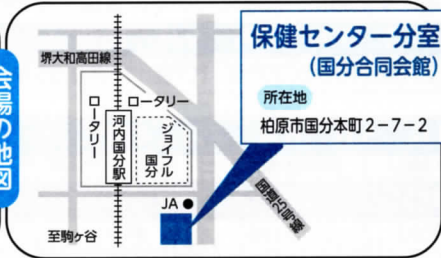 会場の地図
保健センター分室
(国分合同会館)
所在地
柏原市国分本町2-7-2
堺大和高田線
ロータリー
ロータリー
河内国分駅
ジョイフル
国分
JA
国道25号線
至駒ヶ谷